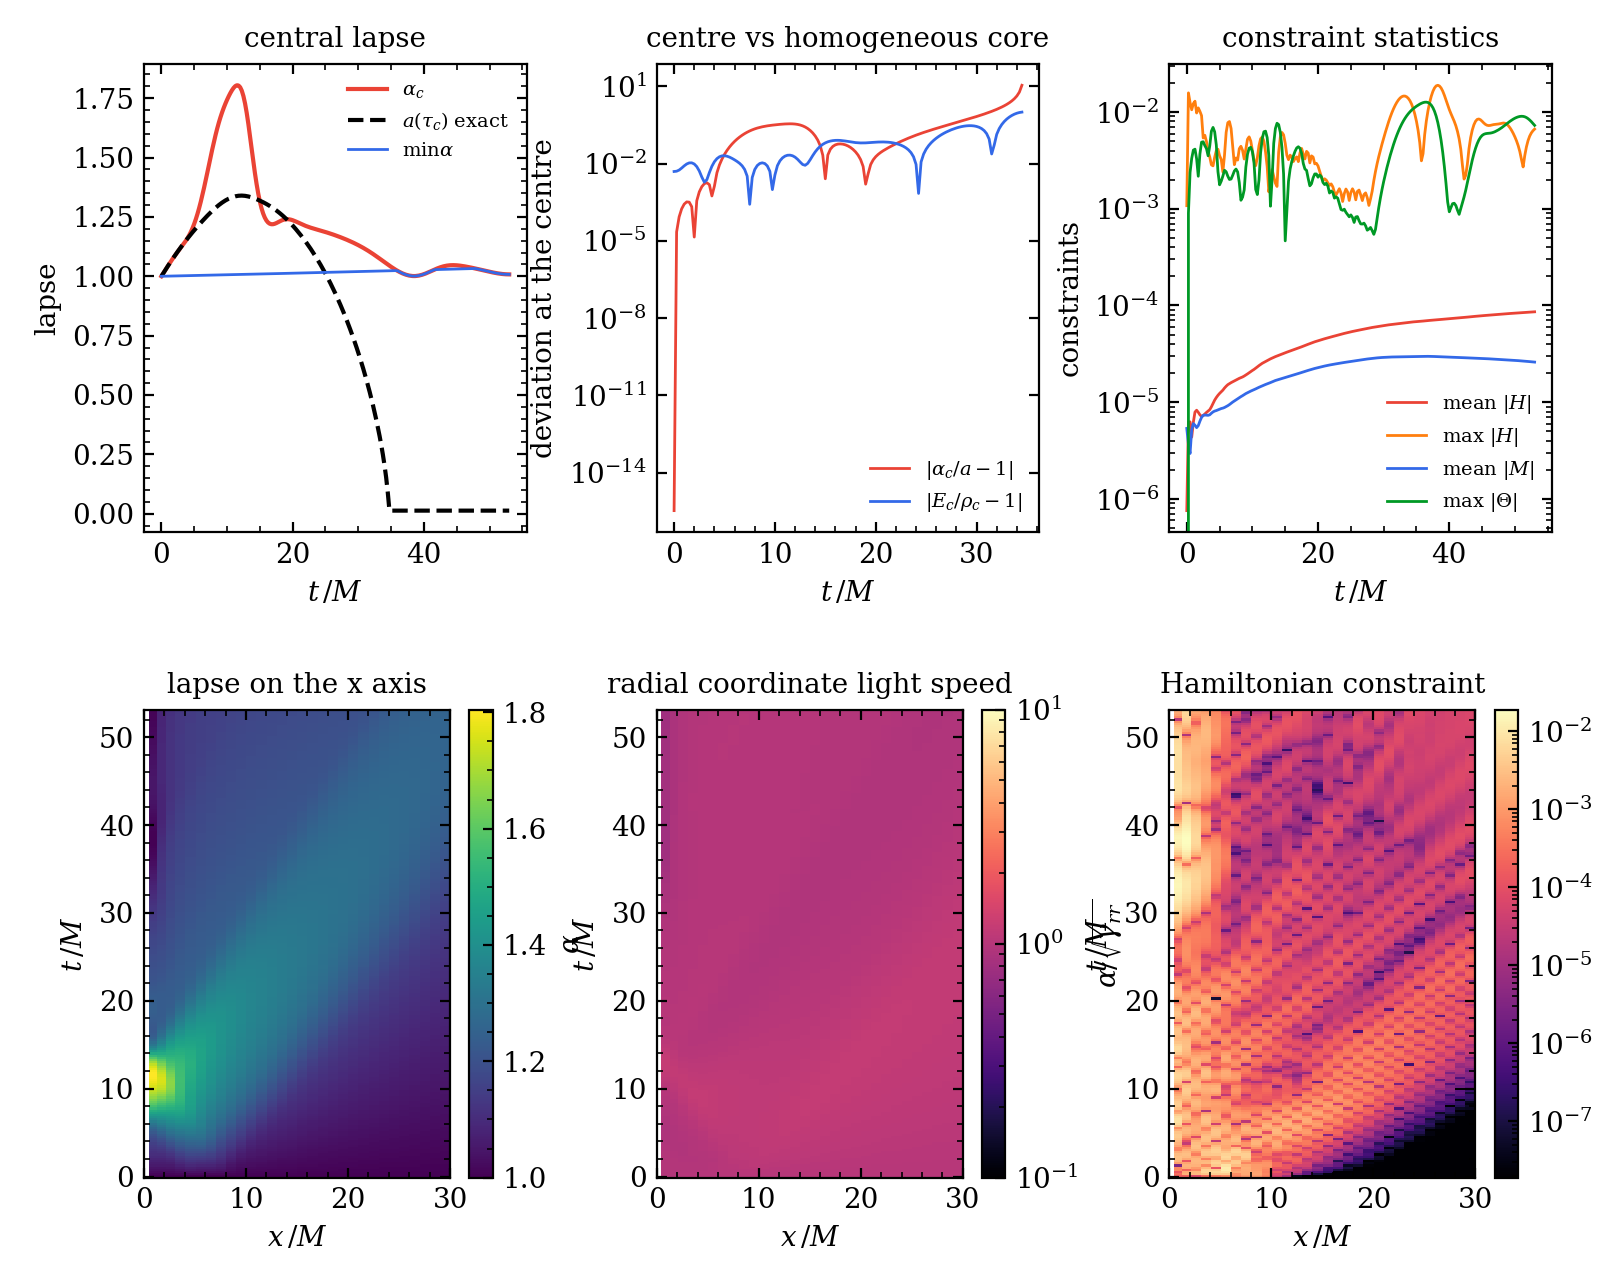 central lapse
centre vs homogeneous core
constraint statistics
lapse
1.75
1.50
1.25
1.00
0.75
0.50
0.25
0.00
α_c
a(τ_c) exact
minα
0 20 40
t/M
deviation at the centre
10^1
10^−2
10^−5
10^−8
10^−11
10^−14
|α_c/a − 1|
|E_c/ρ_c − 1|
0 10 20 30
t/M
constraints
10^−2
10^−3
10^−4
10^−5
10^−6
mean |H|
max |H|
mean |M|
max |Θ|
0 20 40
t/M
lapse on the x axis
radial coordinate light speed
Hamiltonian constraint
t/M
50
40
30
20
10
0
0 10 20 30
x/M
1.8
1.6
1.4
1.2
1.0
α
t/M
50
40
30
20
10
0
0 10 20 30
x/M
10^1
10^0
10^−1
α/√γ_rr
t/M
50
40
30
20
10
0
0 10 20 30
x/M
10^−2
10^−3
10^−4
10^−5
10^−6
10^−7